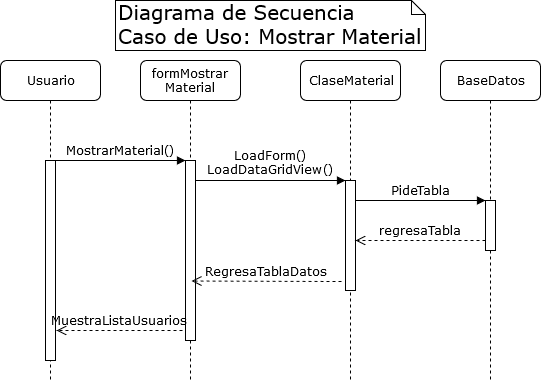 Diagrama de Secuencia
Caso de Uso: Mostrar Material
Usuario
formMostrar
Material
ClaseMaterial
BaseDatos
MostrarMaterial()
LoadForm()
LoadDataGridView()
PideTabla
regresaTabla
RegresaTablaDatos
MuestraListaUsuarios